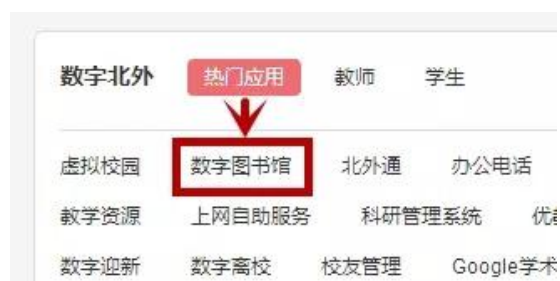 数字北外 热门应用 教师 学生
虚拟校园 数字图书馆 北外通 办公电话
教学资源 上网自助服务 科研管理系统 优
数字迎新 数字离校 校友管理 Google学术